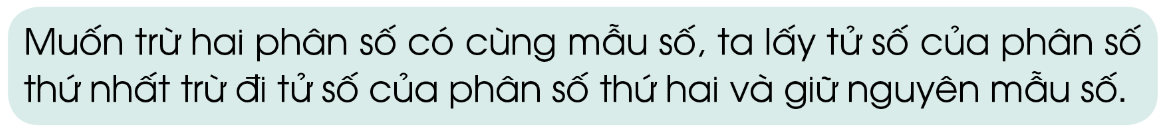 Muốn trừ hai phân số có cùng mẫu số, ta lấy tử số của phân số
thứ nhất trừ đi tử số của phân số thứ hai và giữ nguyên mẫu số.